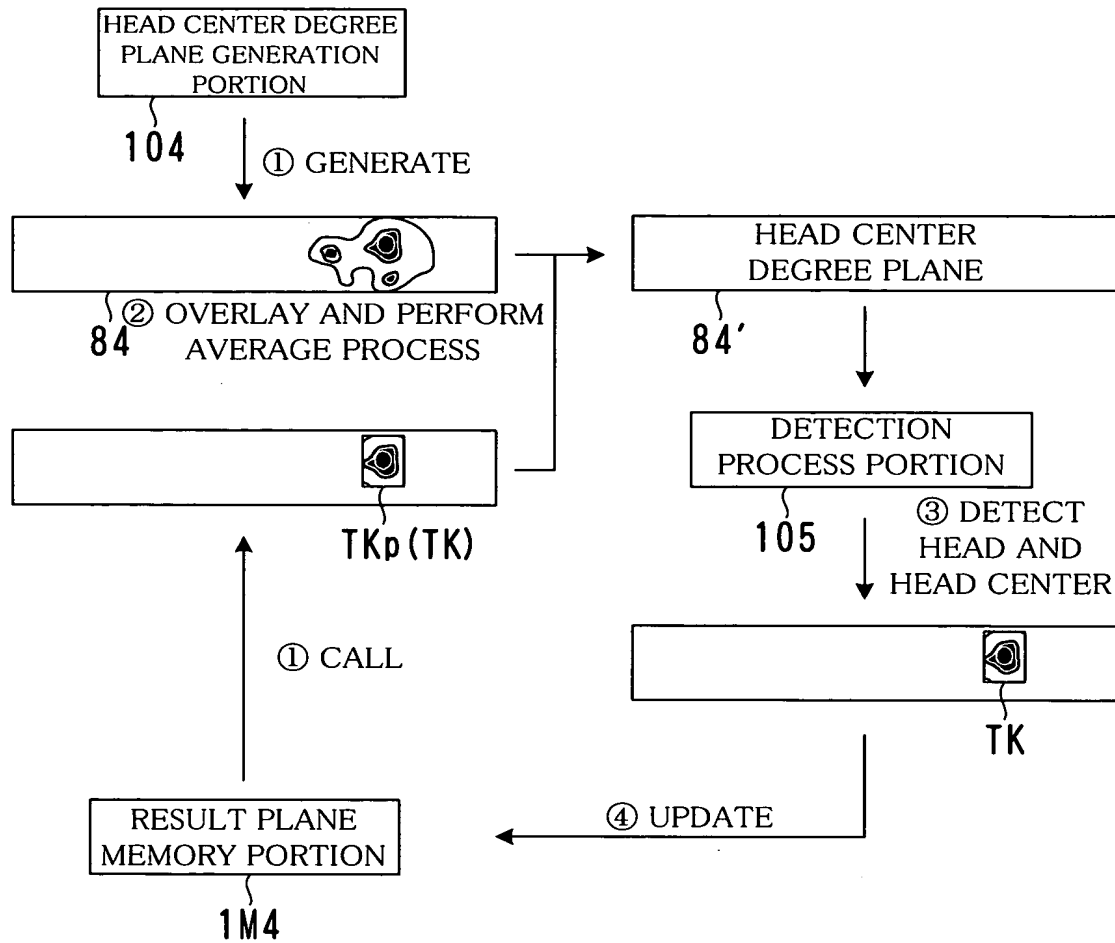 HEAD CENTER DEGREE
PLANE GENERATION
PORTION
104
① GENERATE
84
② OVERLAY AND PERFORM
AVERAGE PROCESS
HEAD CENTER
DEGREE PLANE
84'
TKp(TK)
DETECTION
PROCESS PORTION
105
③ DETECT
HEAD AND
HEAD CENTER
① CALL
TK
④ UPDATE
RESULT PLANE
MEMORY PORTION
1M4